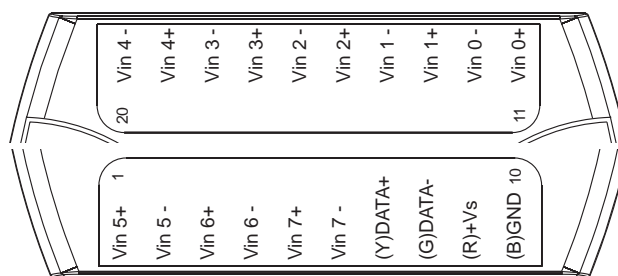 Vin 4 - Vin 4+ Vin 3 - Vin 3+ Vin 2 - Vin 2+ Vin 1 - Vin 1+ Vin 0 - Vin 0+
20 11
1 10
Vin 5+ Vin 5 - Vin 6+ Vin 6 - Vin 7+ Vin 7 - (Y)DATA+ (G)DATA- (R)+Vs (B)GND